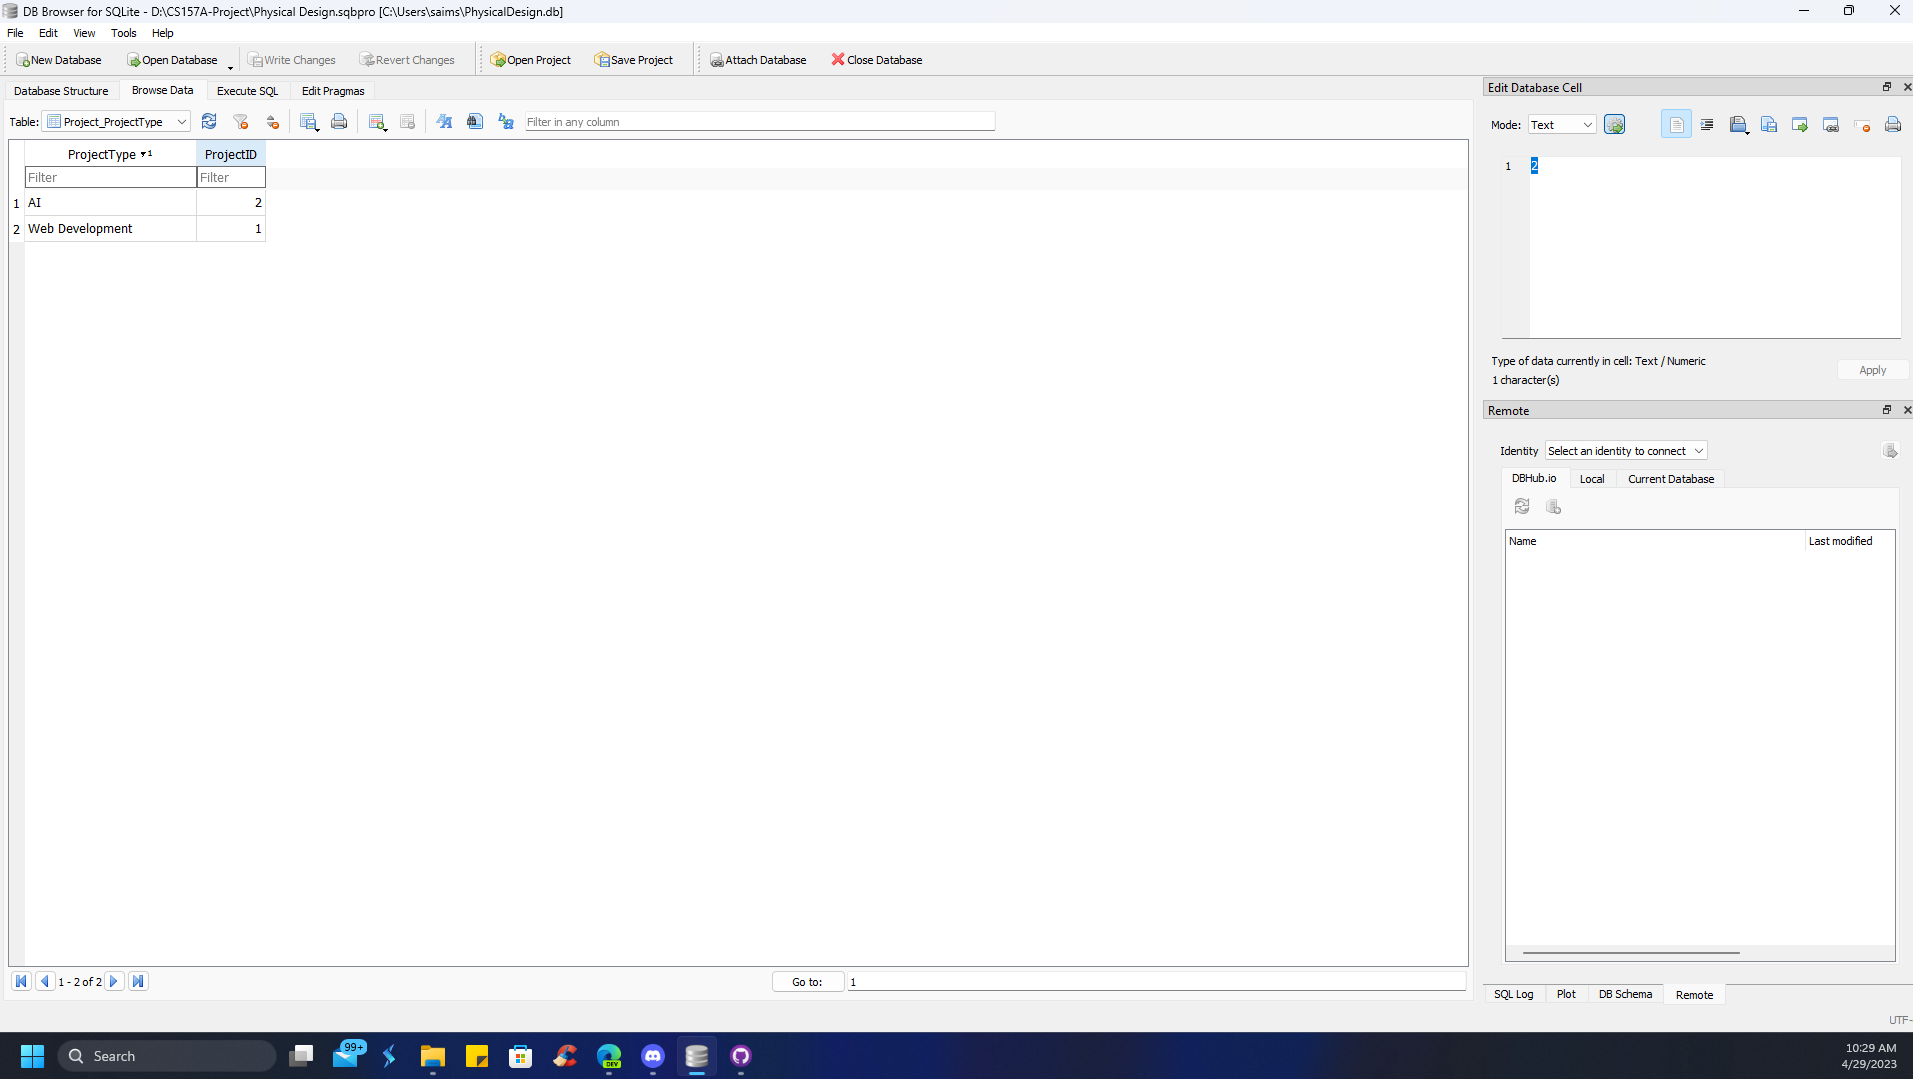 DB Browser for SQLite - D:\CS157A-Project\Physical Design.sqbpro [C:\Users\saims\PhysicalDesign.db]
File Edit View Tools Help
New Database Open Database Write Changes Revert Changes Open Project Save Project Attach Database Close Database
Database Structure Browse Data Execute SQL Edit Pragmas
Table: Project_ProjectType Filter in any column
ProjectType 1 ProjectID
Filter Filter
1 AI 2
2 Web Development 1
1 - 2 of 2 Go to: 1
Edit Database Cell
Mode: Text
1 2
Type of data currently in cell: Text / Numeric
1 character(s)
Apply
Remote
Identity Select an identity to connect
DBHub.io Local Current Database
Name Last modified
SQL Log Plot DB Schema Remote
UTF-
Search 99+ DEV
10:29 AM
4/29/2023